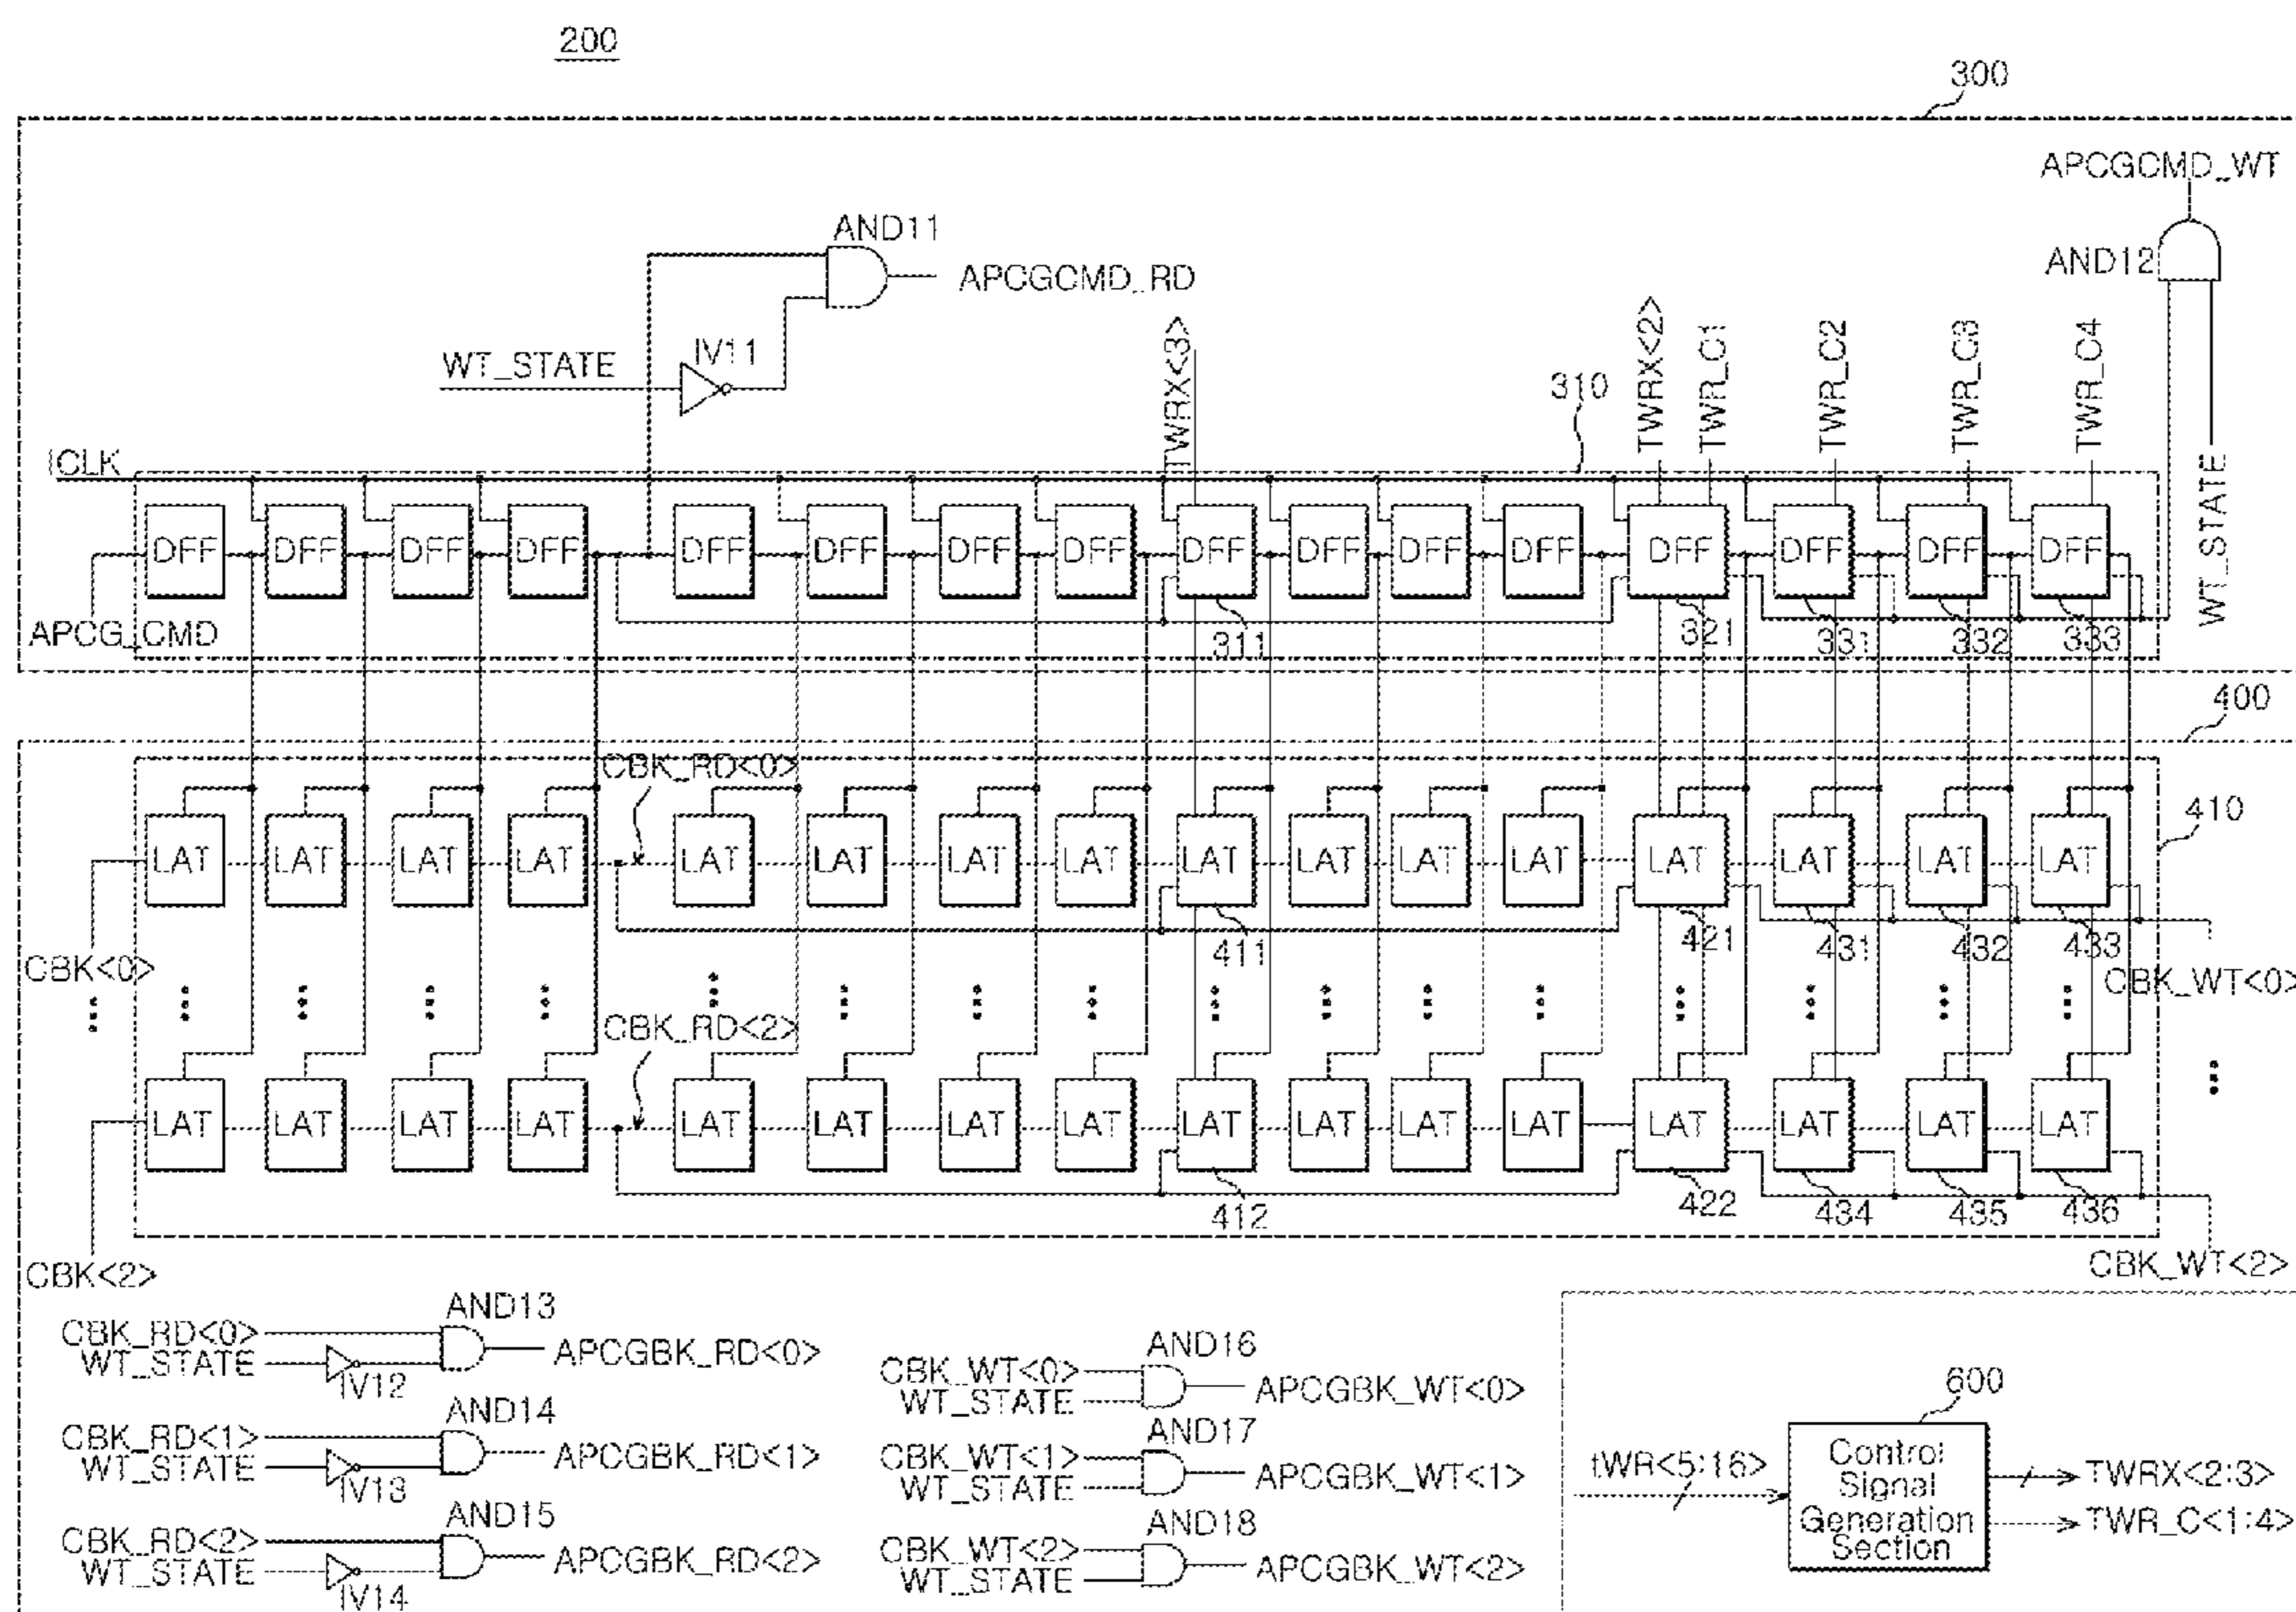 200
300
APCGCMD_WT
AND11
AND12
APCGCMD_RD
WT_STATE
IV11
TWRX<3>
310
TWRX<2>
TWR_C1
TWR_C2
TWR_C3
TWR_C4
WT_STATE
ICLK
DFF DFF DFF DFF DFF DFF DFF DFF DFF DFF DFF DFF DFF DFF DFF DFF
APCG_CMD
311 321 331 332 333
400
CBK_RD<0>
410
LAT LAT LAT LAT LAT LAT LAT LAT LAT LAT LAT LAT LAT LAT LAT LAT
411 421 431 432 433
CBK<0>
CBK_WT<0>
CBK_RD<2>
LAT LAT LAT LAT LAT LAT LAT LAT LAT LAT LAT LAT LAT LAT LAT LAT
412 422 434 435 436
CBK<2>
CBK_WT<2>
AND13
CBK_RD<0>
WT_STATE
IV12
APCGBK_RD<0>
AND14
CBK_RD<1>
WT_STATE
IV13
APCGBK_RD<1>
AND15
CBK_RD<2>
WT_STATE
IV14
APCGBK_RD<2>
AND16
CBK_WT<0>
WT_STATE
APCGBK_WT<0>
AND17
CBK_WT<1>
WT_STATE
APCGBK_WT<1>
AND18
CBK_WT<2>
WT_STATE
APCGBK_WT<2>
600
tWR<5:16>
Control
Signal
Generation
Section
TWRX<2:3>
TWR_C<1:4>